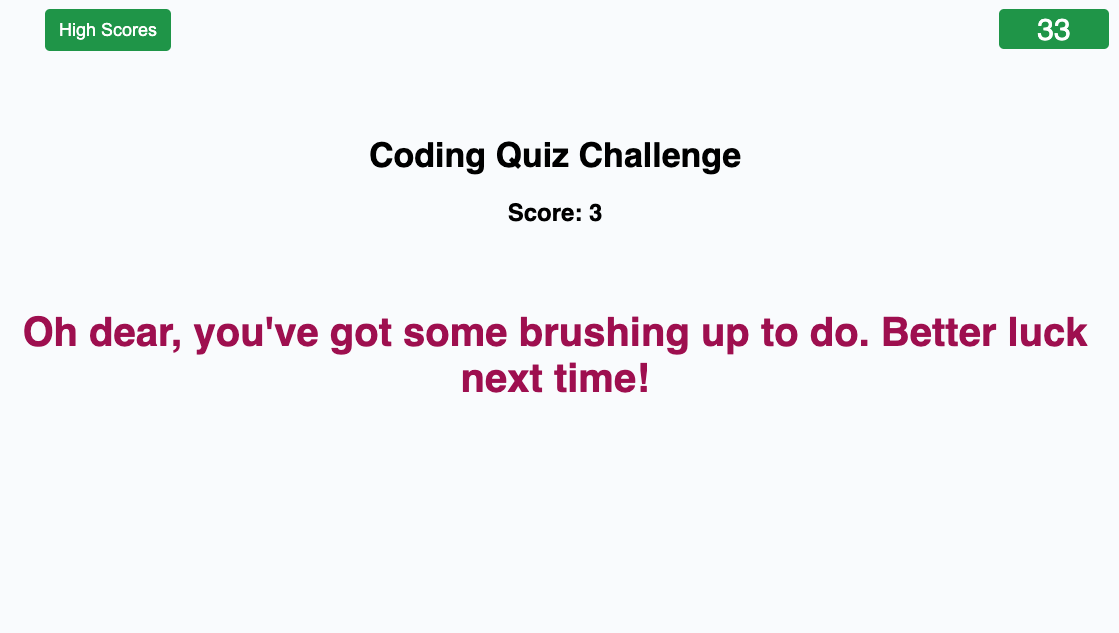 High Scores
33
Coding Quiz Challenge
Score: 3
Oh dear, you've got some brushing up to do. Better luck
next time!